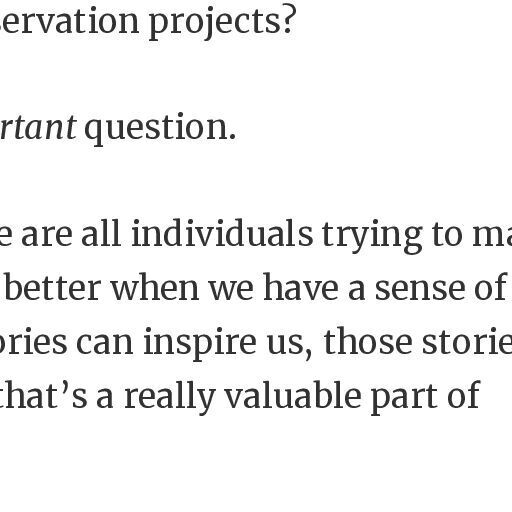 servation projects?
rtant question.
e are all individuals trying to ma
better when we have a sense of
ories can inspire us, those storie
that’s a really valuable part of